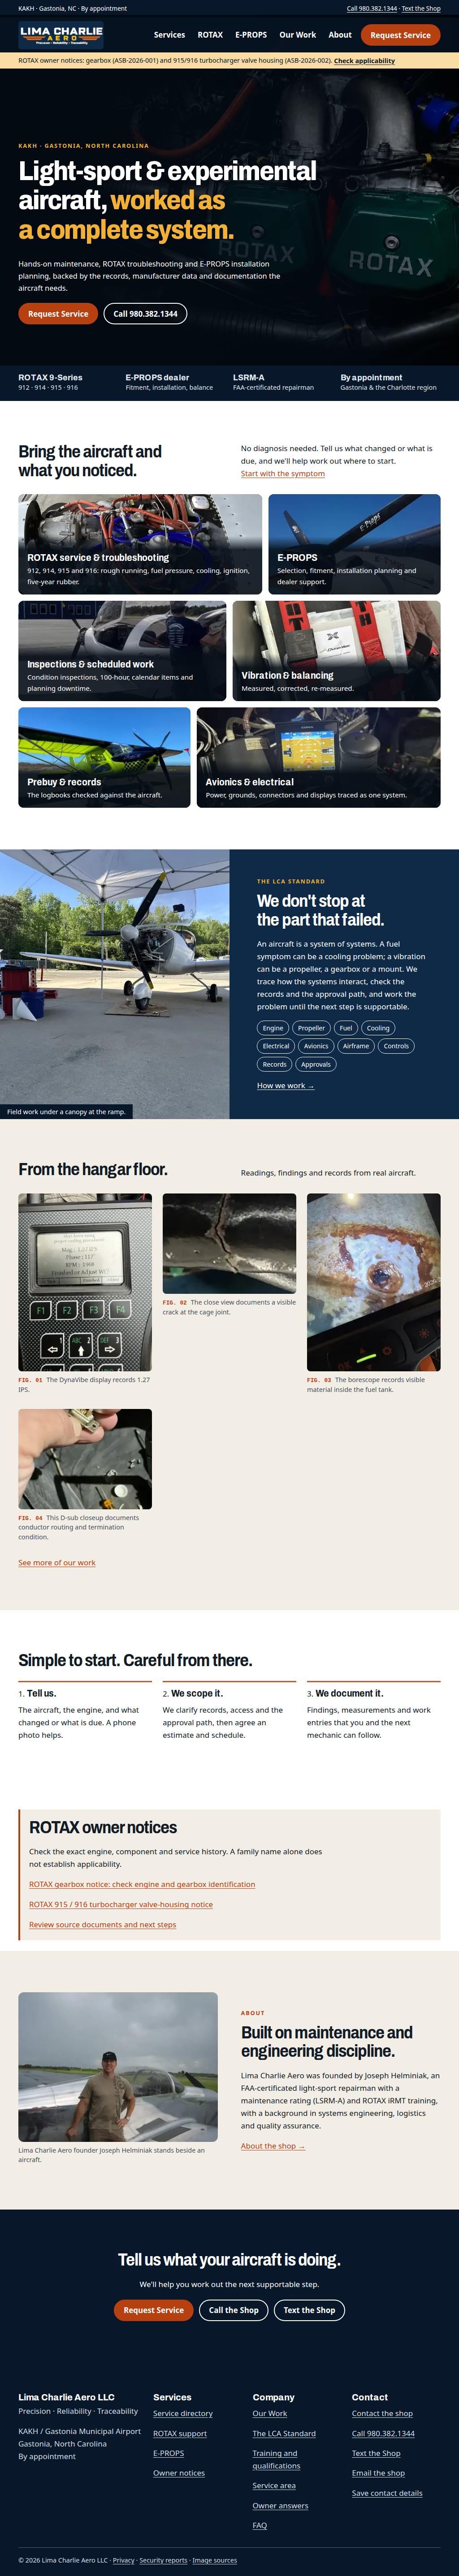 KAKH · Gastonia, NC · By appointment
Call 980.382.1344 · Text the Shop
LIMA CHARLIE
AERO
Precision · Reliability · Traceability
Services ROTAX E-PROPS Our Work About Request Service
ROTAX owner notices: gearbox (ASB-2026-001) and 915/916 turbocharger valve housing (ASB-2026-002). Check applicability
KAKH · GASTONIA, NORTH CAROLINA
Light-sport & experimental
aircraft, worked as
a complete system.
Hands-on maintenance, ROTAX troubleshooting and E-PROPS installation
planning, backed by the records, manufacturer data and documentation the
aircraft needs.
Request Service
Call 980.382.1344
ROTAX
ROTAX
ROTAX 9-Series
912 · 914 · 915 · 916
E-PROPS dealer
Fitment, installation, balance
LSRM-A
FAA-certificated repairman
By appointment
Gastonia & the Charlotte region
Bring the aircraft and
what you noticed.
No diagnosis needed. Tell us what changed or what is
due, and we'll help work out where to start.
Start with the symptom
ROTAX service & troubleshooting
912, 914, 915 and 916: rough running, fuel pressure, cooling, ignition,
five-year rubber.
E-PROPS
E-PROPS
Selection, fitment, installation planning and
dealer support.
Inspections & scheduled work
Condition inspections, 100-hour, calendar items and
planning downtime.
Vibration & balancing
Measured, corrected, re-measured.
Prebuy & records
The logbooks checked against the aircraft.
Avionics & electrical
Power, grounds, connectors and displays traced as one system.
Field work under a canopy at the ramp.
THE LCA STANDARD
We don't stop at
the part that failed.
An aircraft is a system of systems. A fuel
symptom can be a cooling problem; a vibration
can be a propeller, a gearbox or a mount. We
trace how the systems interact, check the
records and the approval path, and work the
problem until the next step is supportable.
Engine Propeller Fuel Cooling
Electrical Avionics Airframe Controls
Records Approvals
How we work →
From the hangar floor.
Readings, findings and records from real aircraft.
F1 F2 F3 F4
FIG. 01 The DynaVibe display records 1.27
IPS.
FIG. 02 The close view documents a visible
crack at the cage joint.
FIG. 03 The borescope records visible
material inside the fuel tank.
FIG. 04 This D-sub closeup documents
conductor routing and termination
condition.
See more of our work
Simple to start. Careful from there.
1. Tell us.
The aircraft, the engine, and what
changed or what is due. A phone
photo helps.
2. We scope it.
We clarify records, access and the
approval path, then agree an
estimate and schedule.
3. We document it.
Findings, measurements and work
entries that you and the next
mechanic can follow.
ROTAX owner notices
Check the exact engine, component and service history. A family name alone does
not establish applicability.
ROTAX gearbox notice: check engine and gearbox identification
ROTAX 915 / 916 turbocharger valve-housing notice
Review source documents and next steps
Lima Charlie Aero founder Joseph Helminiak stands beside an
aircraft.
ABOUT
Built on maintenance and
engineering discipline.
Lima Charlie Aero was founded by Joseph Helminiak, an
FAA-certificated light-sport repairman with a
maintenance rating (LSRM-A) and ROTAX iRMT training,
with a background in systems engineering, logistics
and quality assurance.
About the shop →
Tell us what your aircraft is doing.
We'll help you work out the next supportable step.
Request Service
Call the Shop
Text the Shop
Lima Charlie Aero LLC
Precision · Reliability · Traceability
KAKH / Gastonia Municipal Airport
Gastonia, North Carolina
By appointment
Services
Service directory
ROTAX support
E-PROPS
Owner notices
Company
Our Work
The LCA Standard
Training and
qualifications
Service area
Owner answers
FAQ
Contact
Contact the shop
Call 980.382.1344
Text the Shop
Email the shop
Save contact details
© 2026 Lima Charlie Aero LLC · Privacy · Security reports · Image sources